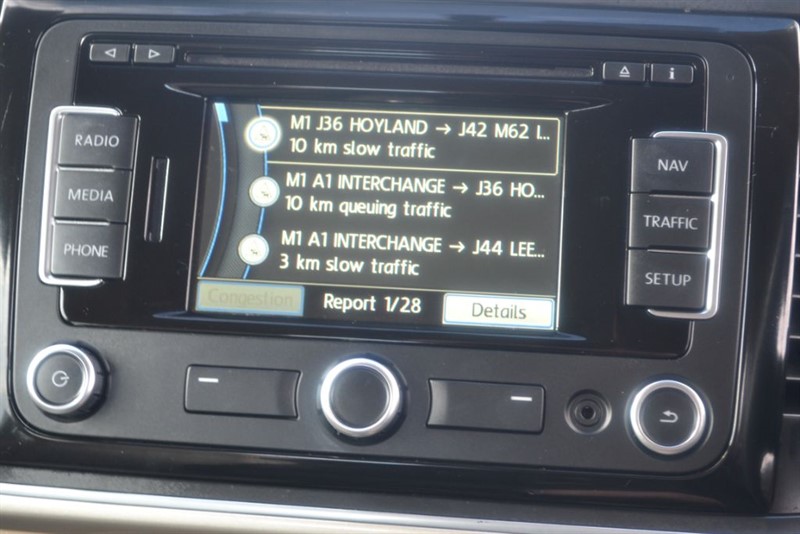 RADIO
MEDIA
PHONE
M1 J36 HOYLAND → J42 M62 I...
10 km slow traffic
M1 A1 INTERCHANGE → J36 HO...
10 km queuing traffic
M1 A1 INTERCHANGE → J44 LEE...
3 km slow traffic
Congestion Report 1/28 Details
i
NAV
TRAFFIC
SETUP